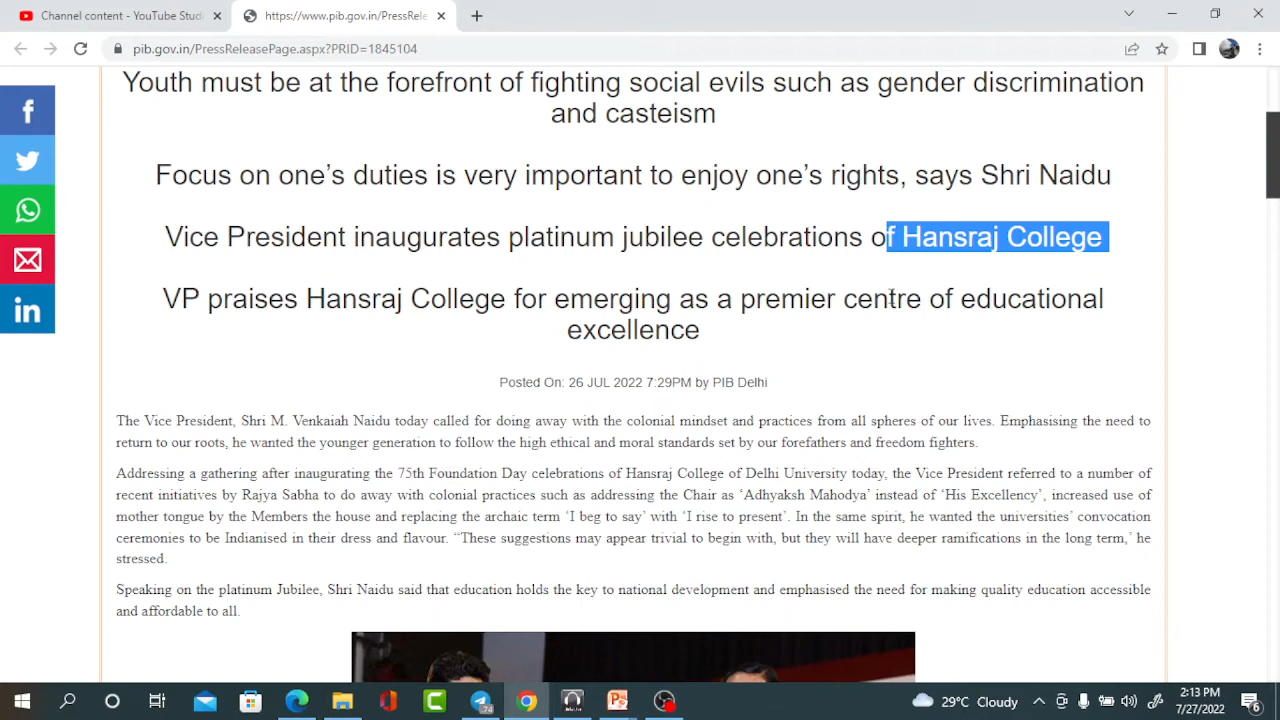 Channel content - YouTube Studi
https://www.pib.gov.in/PressRele
pib.gov.in/PressReleasePage.aspx?PRID=1845104
Youth must be at the forefront of fighting social evils such as gender discrimination
and casteism
Focus on one’s duties is very important to enjoy one’s rights, says Shri Naidu
Vice President inaugurates platinum jubilee celebrations of Hansraj College
VP praises Hansraj College for emerging as a premier centre of educational
excellence
Posted On: 26 JUL 2022 7:29PM by PIB Delhi
The Vice President, Shri M. Venkaiah Naidu today called for doing away with the colonial mindset and practices from all spheres of our lives. Emphasising the need to
return to our roots, he wanted the younger generation to follow the high ethical and moral standards set by our forefathers and freedom fighters.
Addressing a gathering after inaugurating the 75th Foundation Day celebrations of Hansraj College of Delhi University today, the Vice President referred to a number of
recent initiatives by Rajya Sabha to do away with colonial practices such as addressing the Chair as ‘Adhyaksh Mahodya’ instead of ‘His Excellency’, increased use of
mother tongue by the Members the house and replacing the archaic term ‘I beg to say’ with ‘I rise to present’. In the same spirit, he wanted the universities’ convocation
ceremonies to be Indianised in their dress and flavour. “These suggestions may appear trivial to begin with, but they will have deeper ramifications in the long term,’ he
stressed.
Speaking on the platinum Jubilee, Shri Naidu said that education holds the key to national development and emphasised the need for making quality education accessible
and affordable to all.
24
29°C Cloudy
2:13 PM
7/27/2022
6